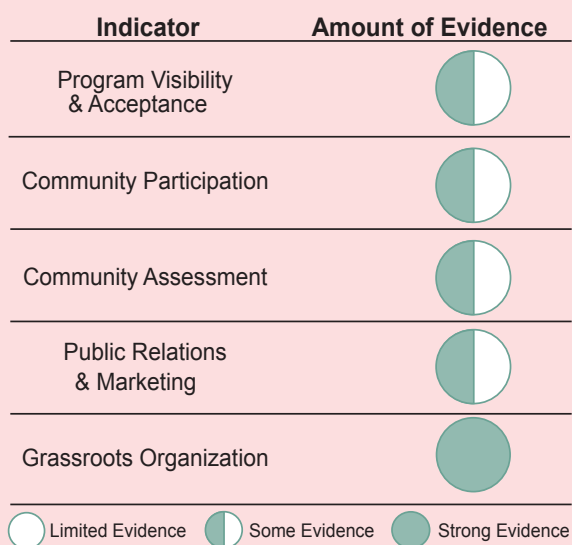 Indicator Amount of Evidence
Program Visibility
& Acceptance
Community Participation
Community Assessment
Public Relations
& Marketing
Grassroots Organization
Limited Evidence Some Evidence Strong Evidence